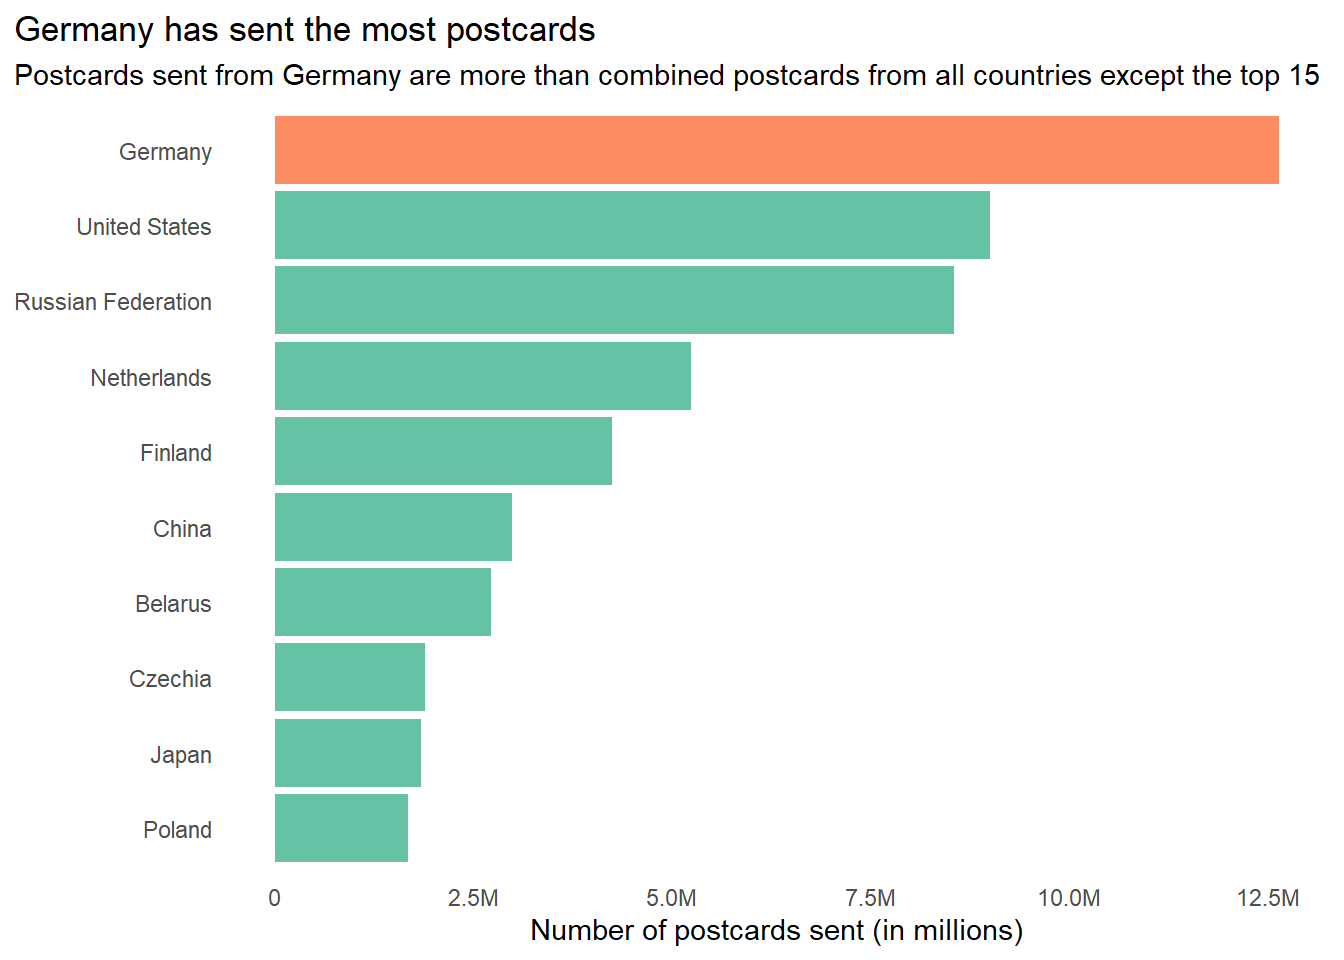 Germany has sent the most postcards
Postcards sent from Germany are more than combined postcards from all countries except the top 15
Germany
United States
Russian Federation
Netherlands
Finland
China
Belarus
Czechia
Japan
Poland
0 2.5M 5.0M 7.5M 10.0M 12.5M
Number of postcards sent (in millions)